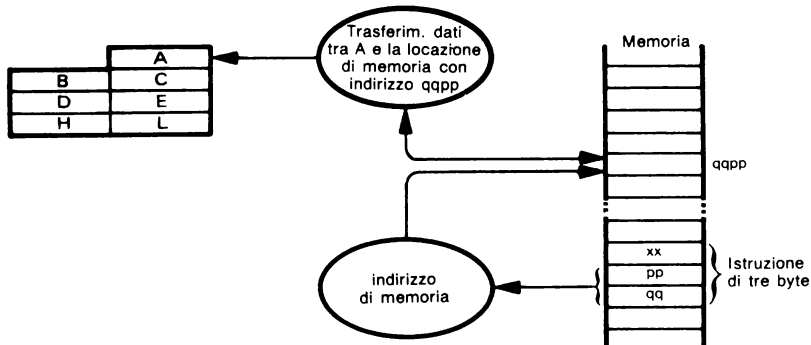 A
B C
D E
H L
Trasferim. dati
tra A e la locazione
di memoria con
indirizzo qqpp
Memoria
qqpp
indirizzo
di memoria
xx
pp
qq
Istruzione
di tre byte